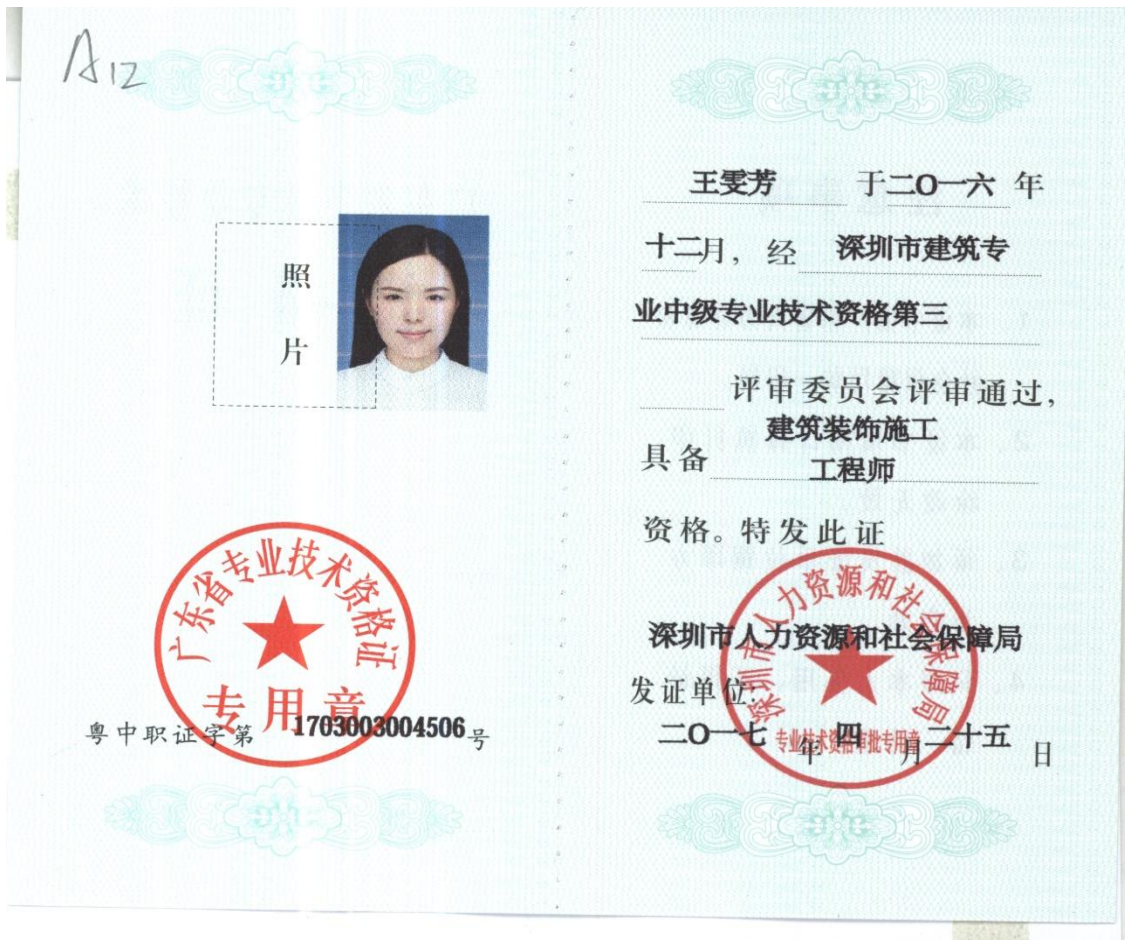 A12
照
片
广东省专业技术资格证
专用章
粤中职证字第 1703003004506 号
王雯芳 于二O一六 年
十二月，经 深圳市建筑专
业中级专业技术资格第三
评审委员会评审通过，
建筑装饰施工
具备 工程师
资格。特发此证
深圳市人力资源和社会保障局
深圳市人力资源和社会保障局
发证单位：
专业技术资格审批专用章
二O一七 年 四 月 二十五 日